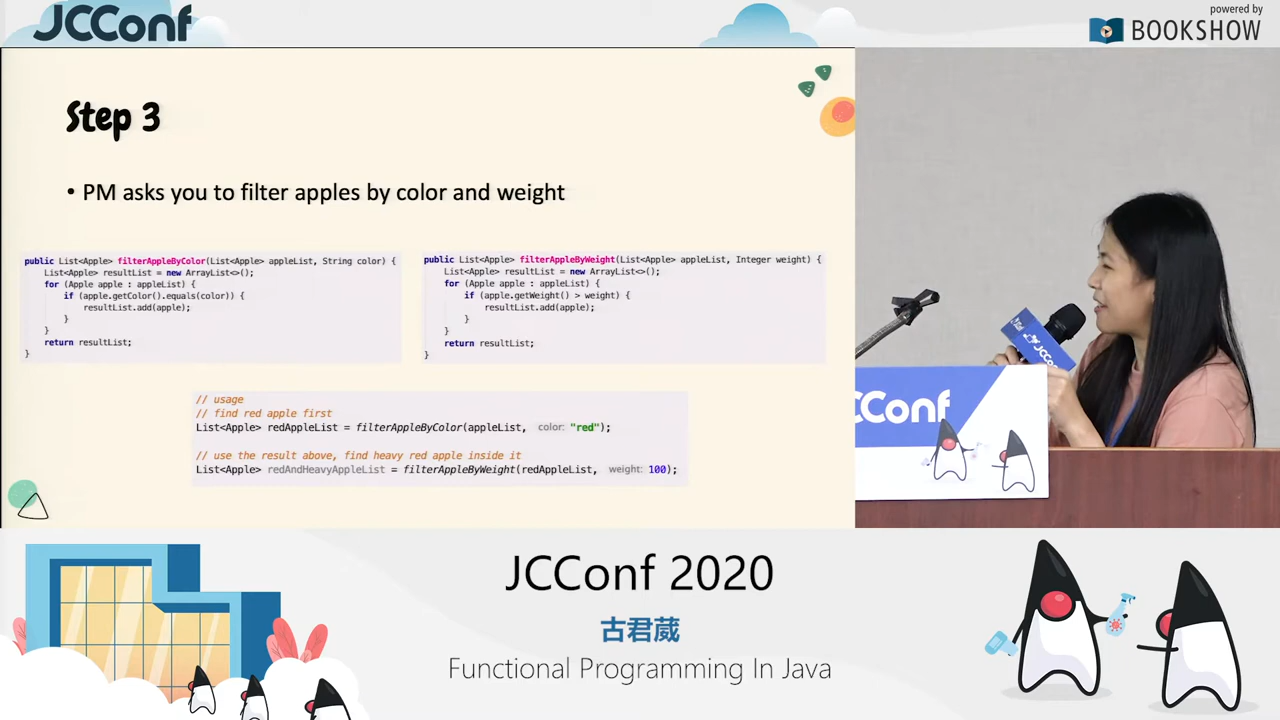 JCConf
powered by
BOOKSHOW
Step 3
• PM asks you to filter apples by color and weight
public List<Apple> filterAppleByColor(List<Apple> appleList, String color) {
List<Apple> resultList = new ArrayList<>();
for (Apple apple : appleList) {
if (apple.getColor().equals(color)) {
resultList.add(apple);
}
}
return resultList;
}
public List<Apple> filterAppleByWeight(List<Apple> appleList, Integer weight) {
List<Apple> resultList = new ArrayList<>();
for (Apple apple : appleList) {
if (apple.getWeight() > weight) {
resultList.add(apple);
}
}
return resultList;
}
// usage
// find red apple first
List<Apple> redAppleList = filterAppleByColor(appleList, color: "red");
// use the result above, find heavy red apple inside it
List<Apple> redAndHeavyAppleList = filterAppleByWeight(redAppleList, weight: 100);
JCConf
CConf
JCConf 2020
古君葳
Functional Programming In Java